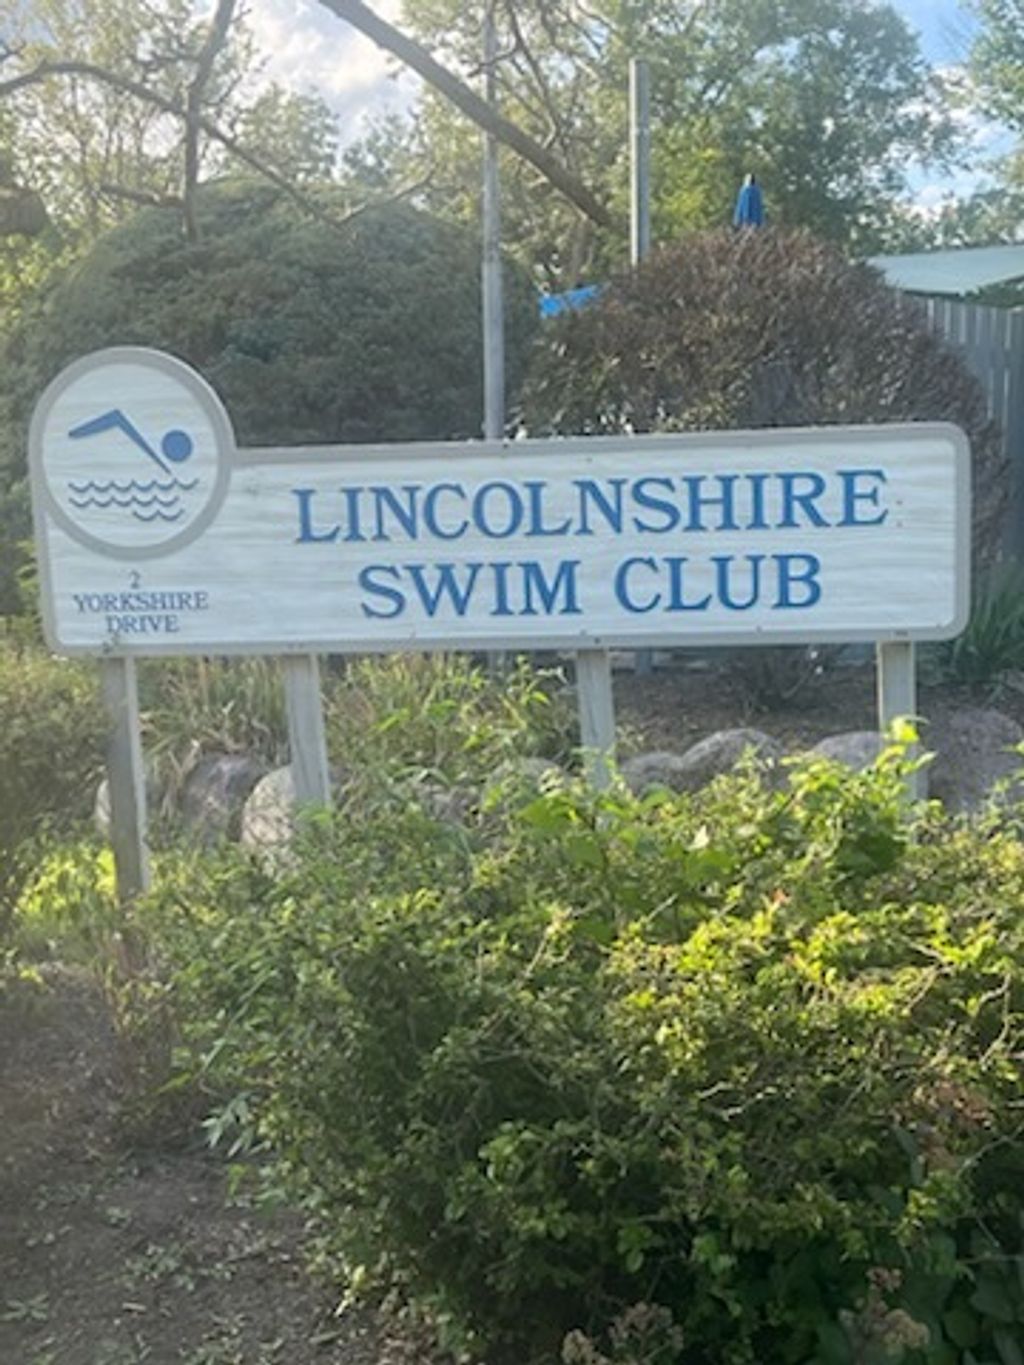 LINCOLNSHIRE
SWIM CLUB
2
YORKSHIRE
DRIVE